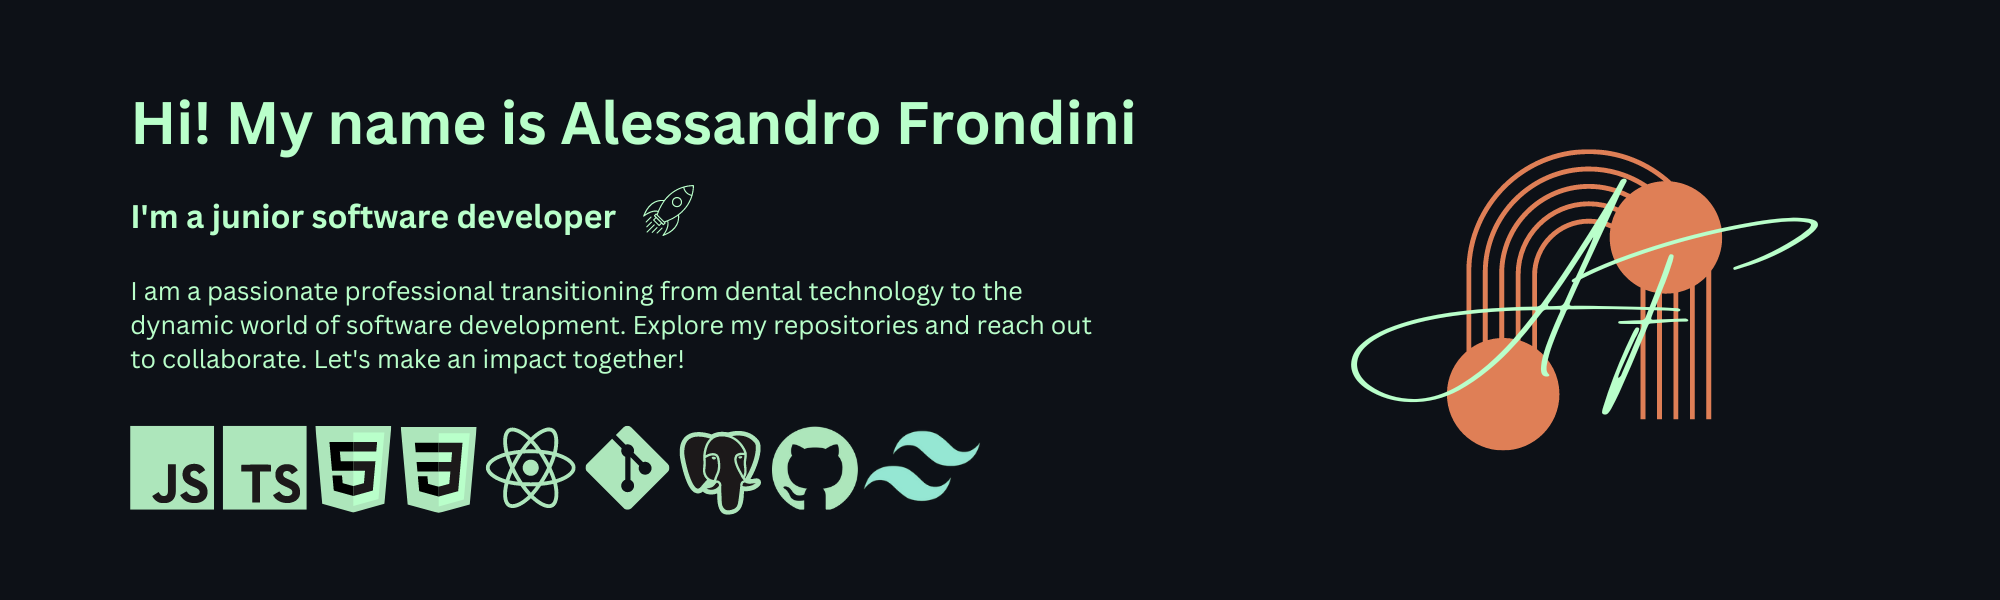 Hi! My name is Alessandro Frondini
I'm a junior software developer
I am a passionate professional transitioning from dental technology to the
dynamic world of software development. Explore my repositories and reach out
to collaborate. Let's make an impact together!
JS TS
AF